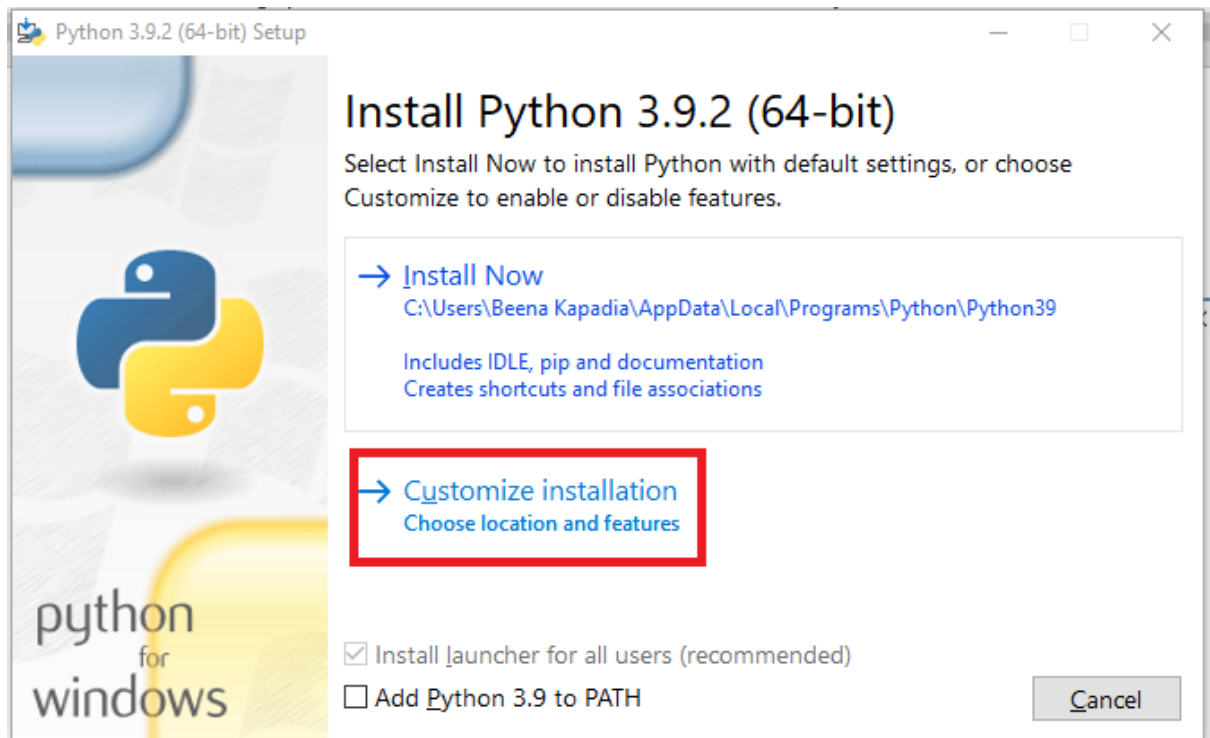 Python 3.9.2 (64-bit) Setup
Install Python 3.9.2 (64-bit)
Select Install Now to install Python with default settings, or choose
Customize to enable or disable features.
Install Now
C:\Users\Beena Kapadia\AppData\Local\Programs\Python\Python39
Includes IDLE, pip and documentation
Creates shortcuts and file associations
Customize installation
Choose location and features
python
for
windows
Install launcher for all users (recommended)
Add Python 3.9 to PATH
Cancel